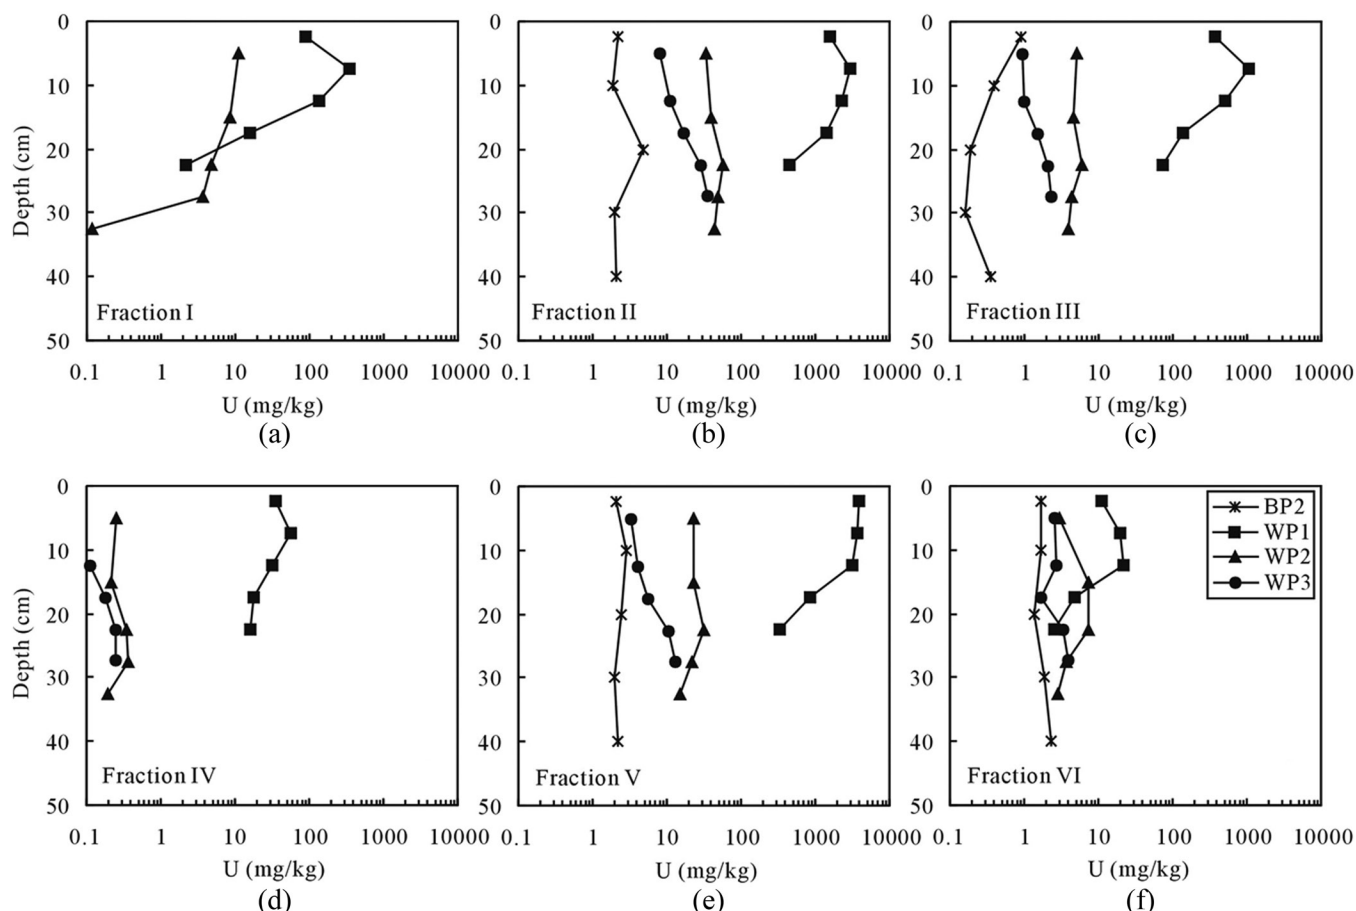 0
10
20
30
40
50
Depth (cm)
Fraction I
0.1 1 10 100 1000 10000
U (mg/kg)
(a)
0
10
20
30
40
50
Fraction II
0.1 1 10 100 1000 10000
U (mg/kg)
(b)
0
10
20
30
40
50
Fraction III
0.1 1 10 100 1000 10000
U (mg/kg)
(c)
0
10
20
30
40
50
Depth (cm)
Fraction IV
0.1 1 10 100 1000 10000
U (mg/kg)
(d)
0
10
20
30
40
50
Fraction V
0.1 1 10 100 1000 10000
U (mg/kg)
(e)
0
10
20
30
40
50
BP2
WP1
WP2
WP3
Fraction VI
0.1 1 10 100 1000 10000
U (mg/kg)
(f)